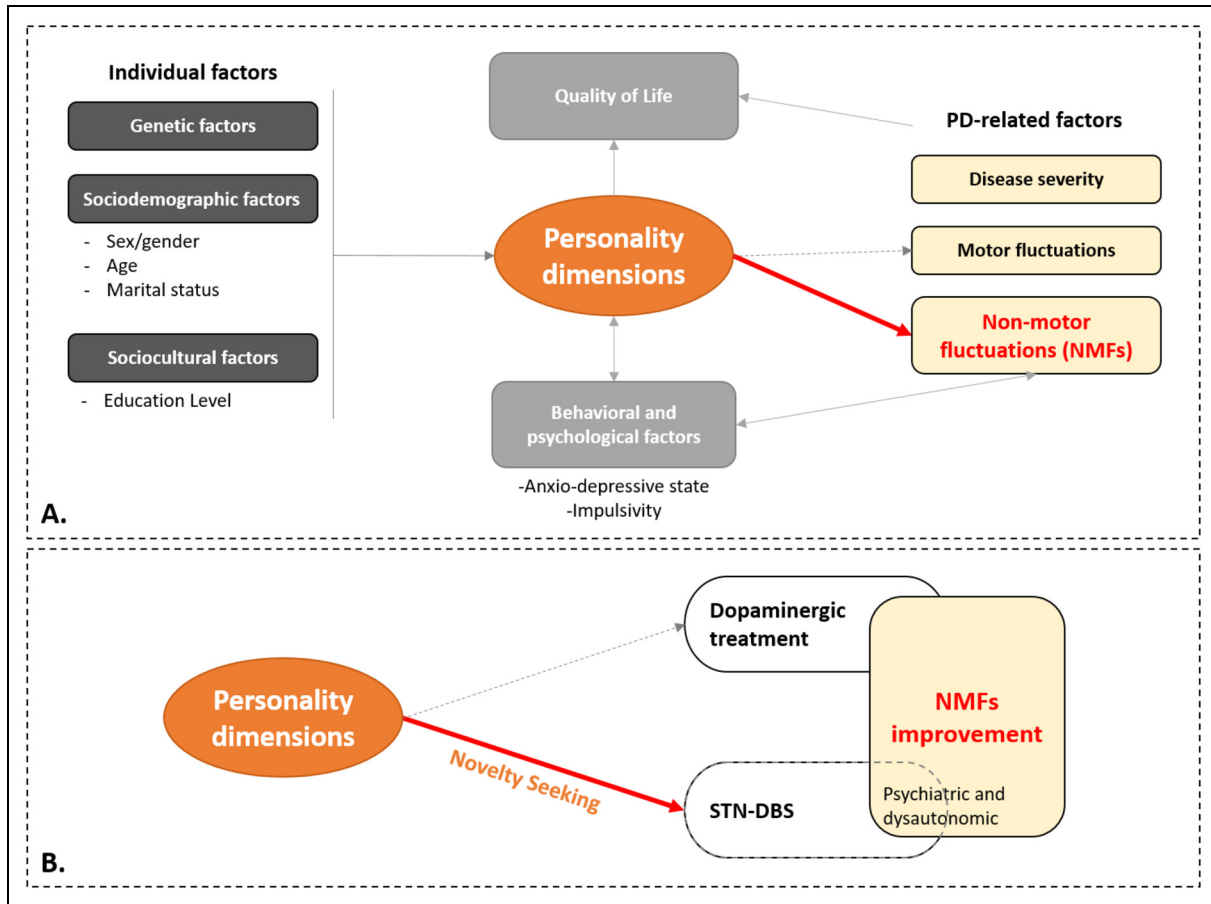 Individual factors
Genetic factors
Sociodemographic factors
- Sex/gender
- Age
- Marital status
Sociocultural factors
- Education Level
Quality of Life
Personality
dimensions
Behavioral and
psychological factors
-Anxio-depressive state
-Impulsivity
PD-related factors
Disease severity
Motor fluctuations
Non-motor
fluctuations (NMFs)
A.
Personality
dimensions
Novelty Seeking
Dopaminergic
treatment
STN-DBS
NMFs
improvement
Psychiatric and
dysautonomic
B.